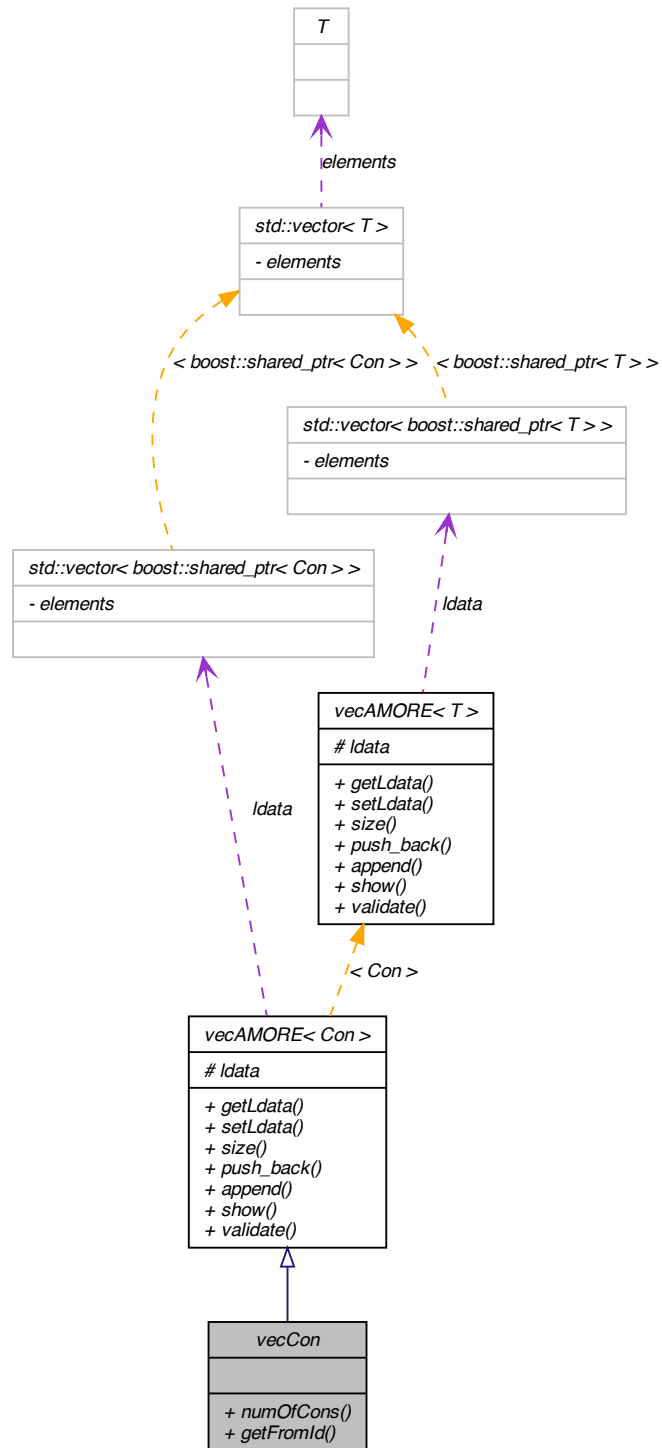 T
elements
std::vector< T >
- elements
< boost::shared_ptr< Con > >
< boost::shared_ptr< T > >
std::vector< boost::shared_ptr< T > >
- elements
std::vector< boost::shared_ptr< Con > >
- elements
ldata
vecAMORE< T >
# ldata
+ getLdata()
+ setLdata()
+ size()
+ push_back()
+ append()
+ show()
+ validate()
ldata
< Con >
vecAMORE< Con >
# ldata
+ getLdata()
+ setLdata()
+ size()
+ push_back()
+ append()
+ show()
+ validate()
vecCon
+ numOfCons()
+ getFromId()